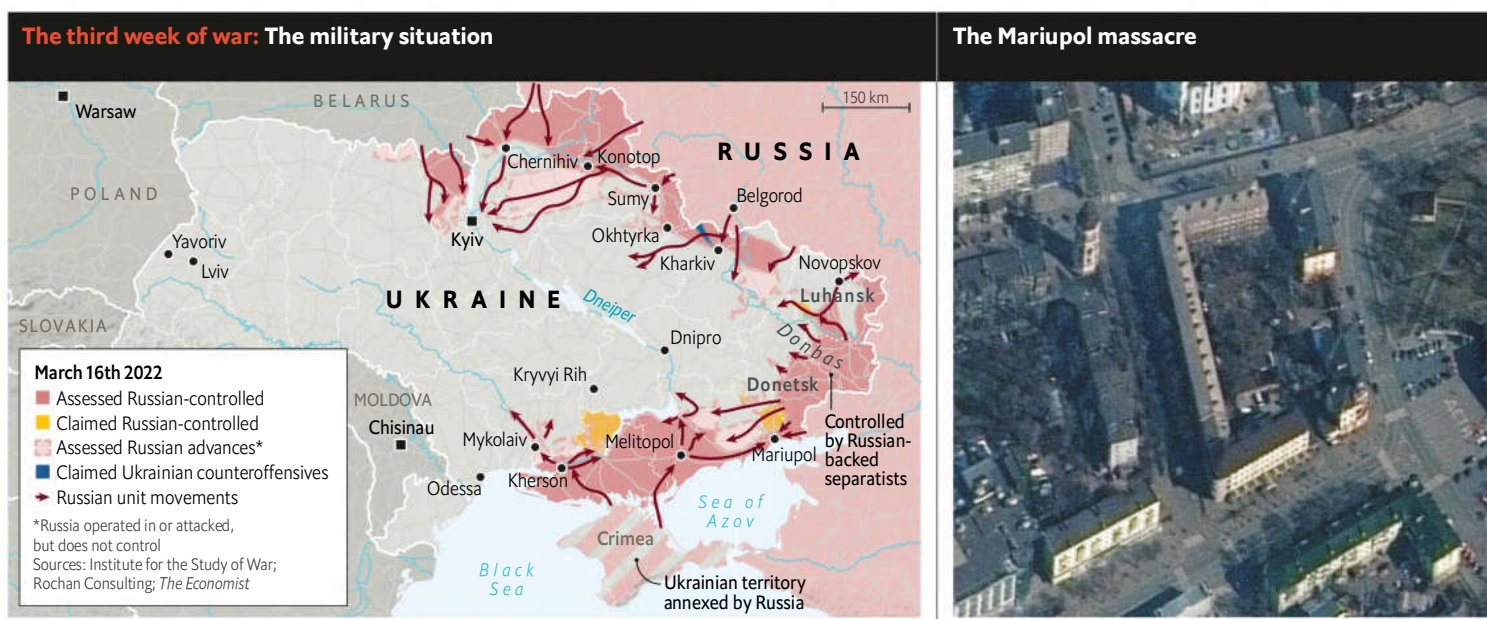 The third week of war: The military situation
The Mariupol massacre
Warsaw
BELARUS
150 km
RUSSIA
POLAND
Chernihiv
Konotop
Sumy
Belgorod
Kyiv
Okhtyrka
Yavoriv
Lviv
Kharkiv
Novopskov
Luhansk
UKRAINE
Dneiper
SLOVAKIA
Donbas
Dnipro
Kryvyi Rih
Donetsk
MOLDOVA
Chisinau
Mykolaiv
Melitopol
Mariupol
Controlled
by Russian-
backed
separatists
Odessa
Kherson
Sea of
Azov
Crimea
Black
Sea
Ukrainian territory
annexed by Russia
March 16th 2022
Assessed Russian-controlled
Claimed Russian-controlled
Assessed Russian advances*
Claimed Ukrainian counteroffensives
Russian unit movements
*Russia operated in or attacked,
but does not control
Sources: Institute for the Study of War;
Rochan Consulting; The Economist